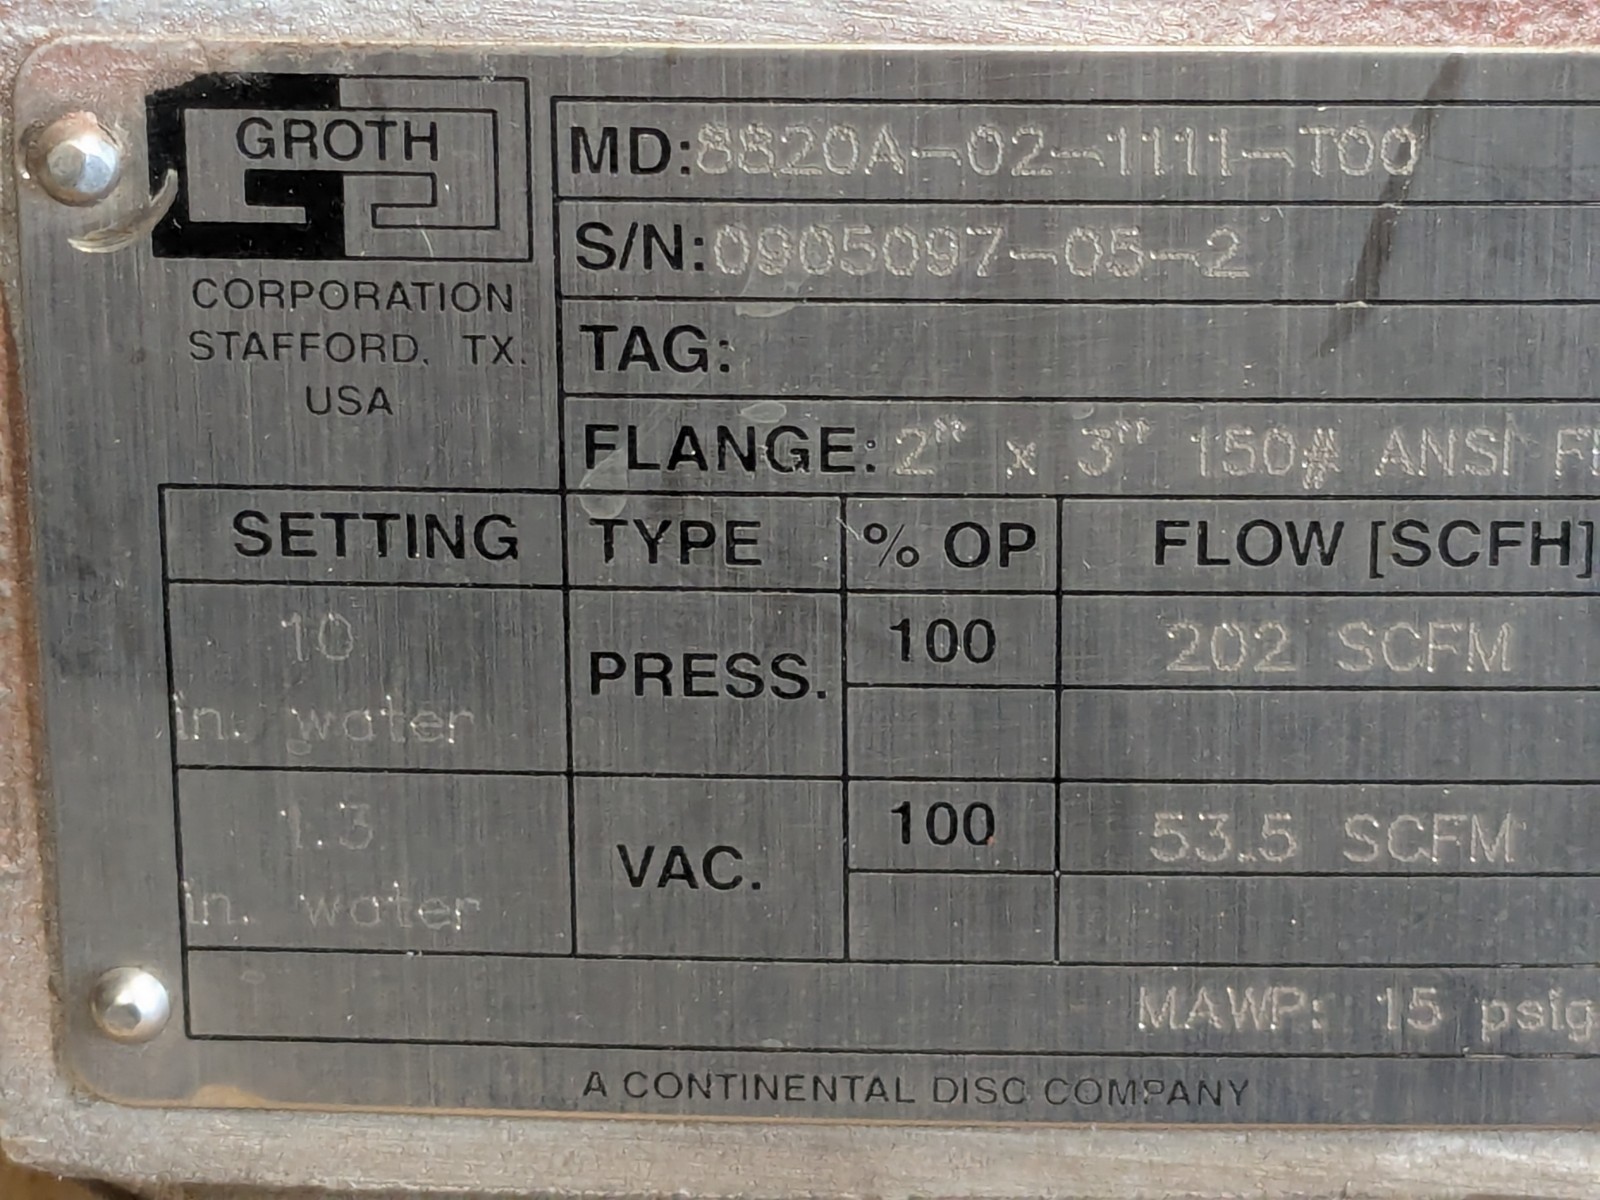 GROTH
CORPORATION
STAFFORD, TX.
USA
MD: 8820A-02-1111-T00
S/N: 0905097-05-2
TAG:
FLANGE: 2" x 3" 150# ANSI
SETTING TYPE % OP FLOW [SCFH]
10
in. water
PRESS.
100
202 SCFM
1.3
in. water
VAC.
100
53.5 SCFM
MAWP: 15 psig
A CONTINENTAL DISC COMPANY